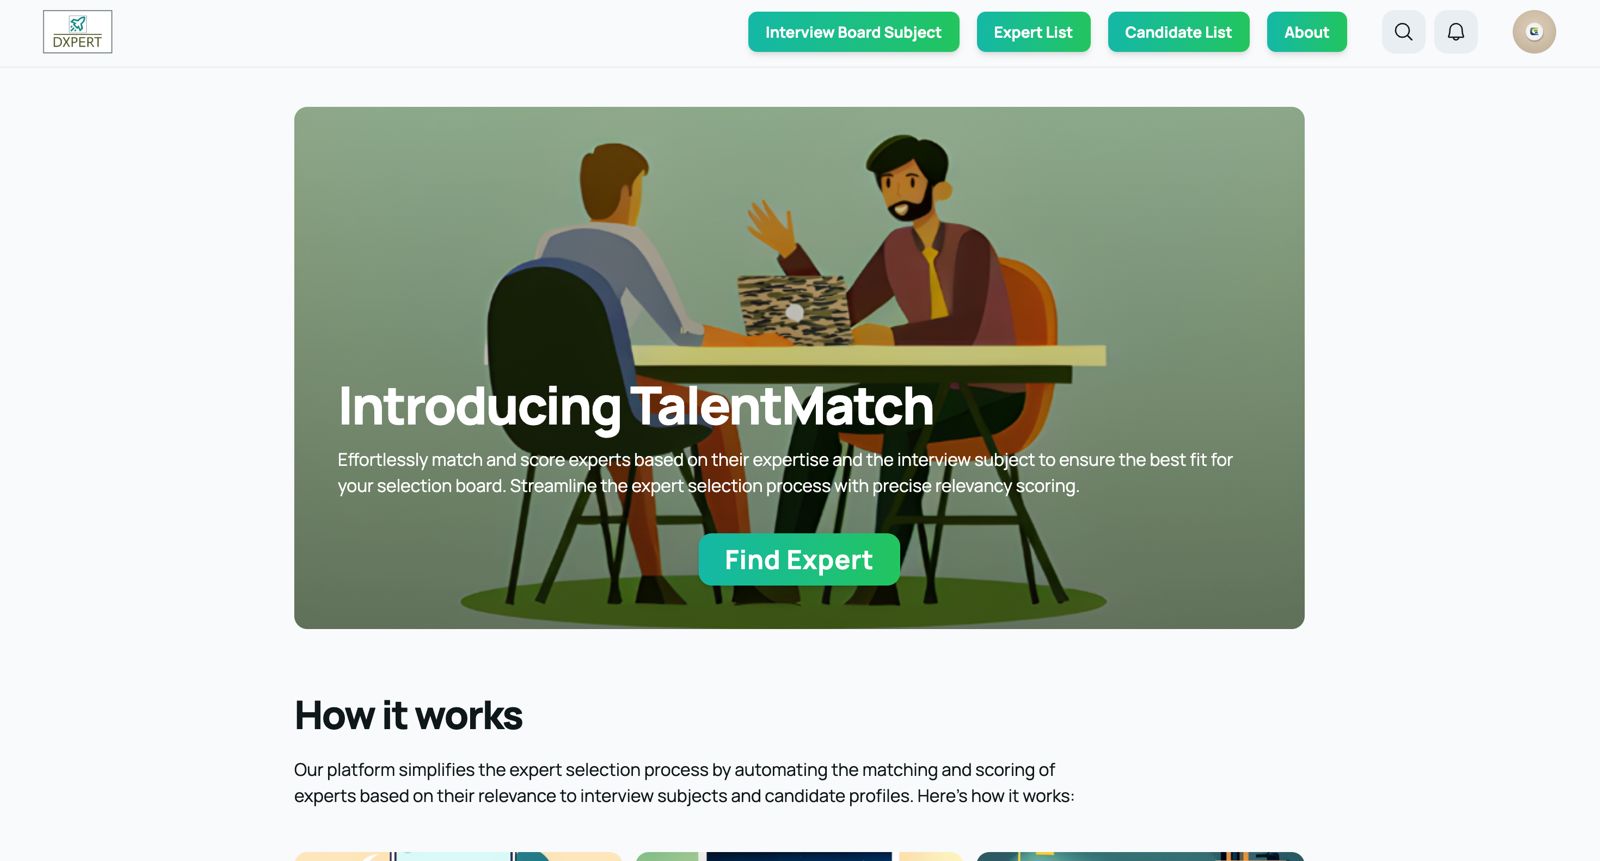 DXPERT
Interview Board Subject
Expert List
Candidate List
About
Introducing TalentMatch
Effortlessly match and score experts based on their expertise and the interview subject to ensure the best fit for
your selection board. Streamline the expert selection process with precise relevancy scoring.
Find Expert
How it works
Our platform simplifies the expert selection process by automating the matching and scoring of
experts based on their relevance to interview subjects and candidate profiles. Here's how it works: